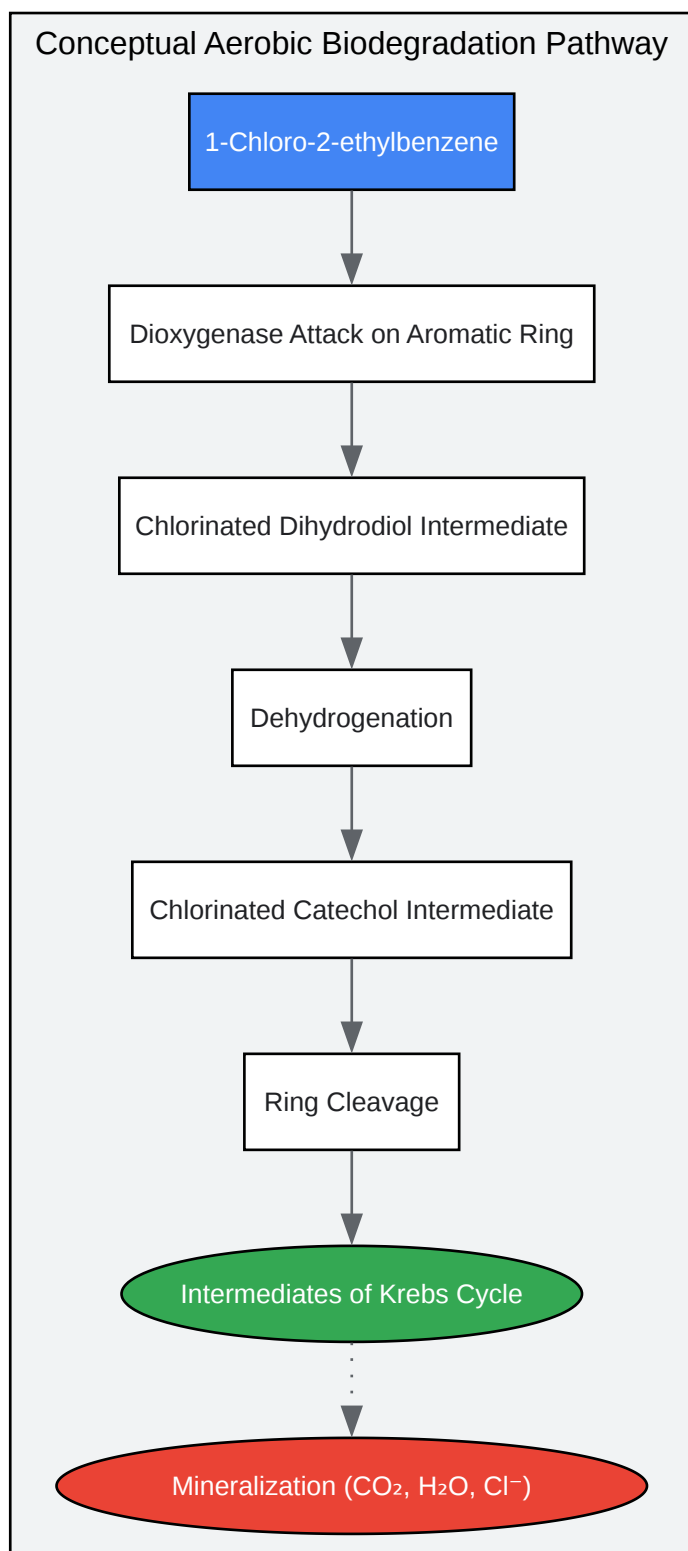 Conceptual Aerobic Biodegradation Pathway
1-Chloro-2-ethylbenzene
Dioxygenase Attack on Aromatic Ring
Chlorinated Dihydrodiol Intermediate
Dehydrogenation
Chlorinated Catechol Intermediate
Ring Cleavage
Intermediates of Krebs Cycle
Mineralization (CO₂, H₂O, Cl⁻)